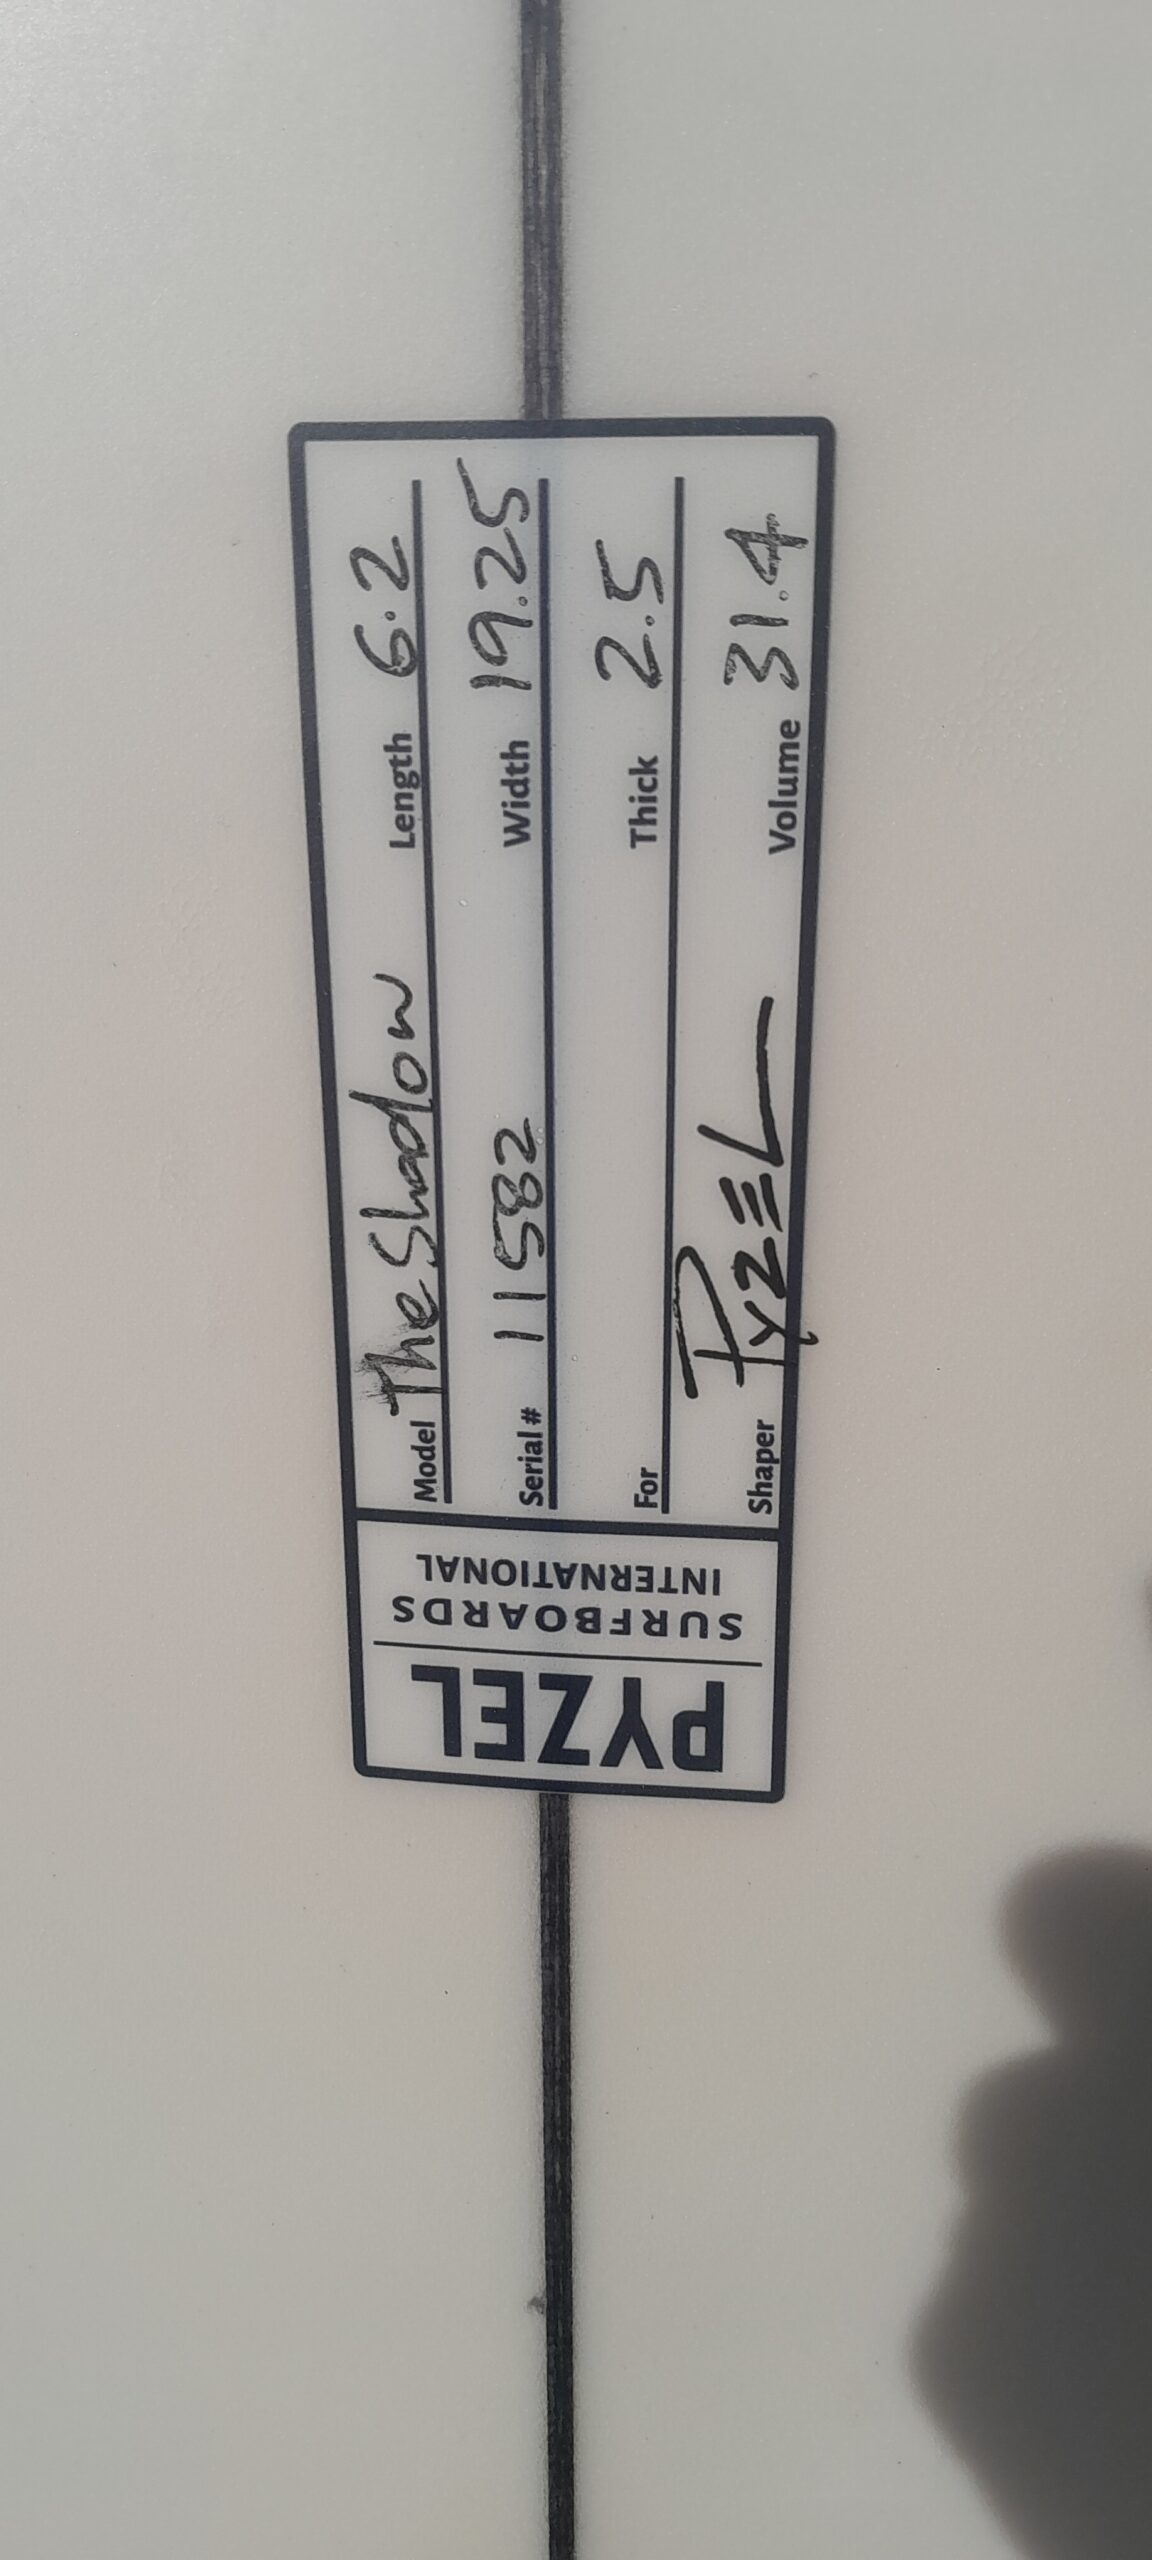 PYZEL
SURFBOARDS
INTERNATIONAL
Model The Shadow Length 6.2
Serial # 11582 Width 19.25
For Thick 2.5
Shaper PYZEL Volume 31.4